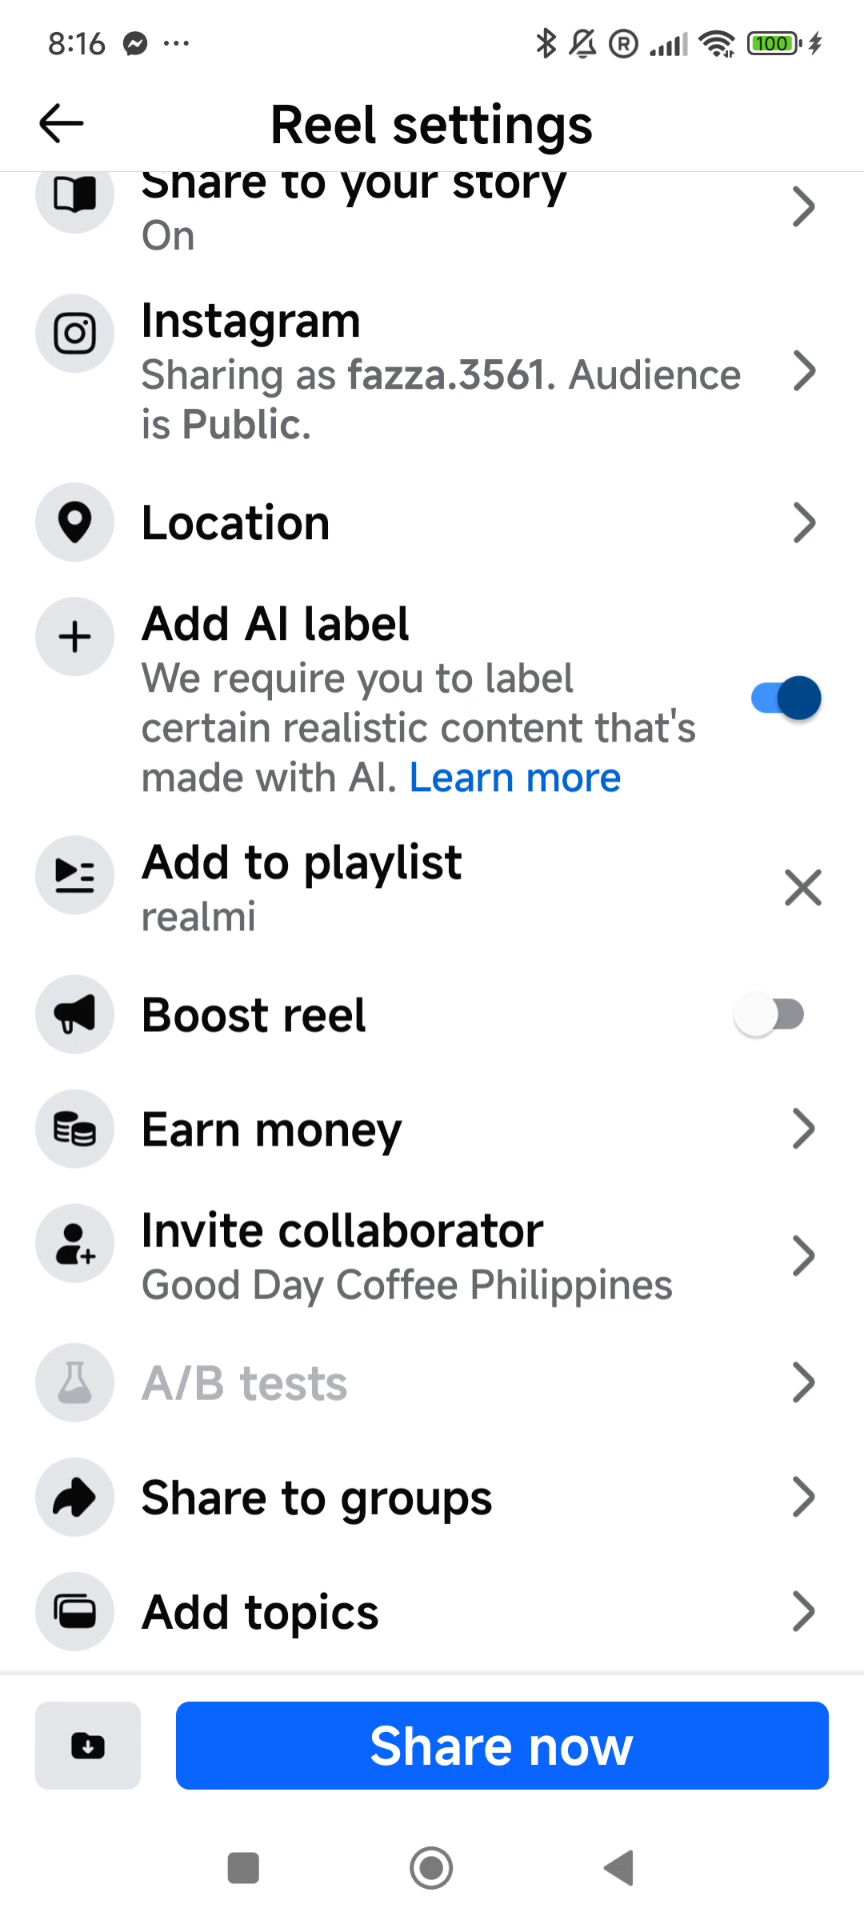 8:16
100
Reel settings
Share to your story
On
Instagram
Sharing as fazza.3561. Audience
is Public.
Location
Add AI label
We require you to label
certain realistic content that's
made with AI. Learn more
Add to playlist
realmi
Boost reel
Earn money
Invite collaborator
Good Day Coffee Philippines
A/B tests
Share to groups
Add topics
Share now